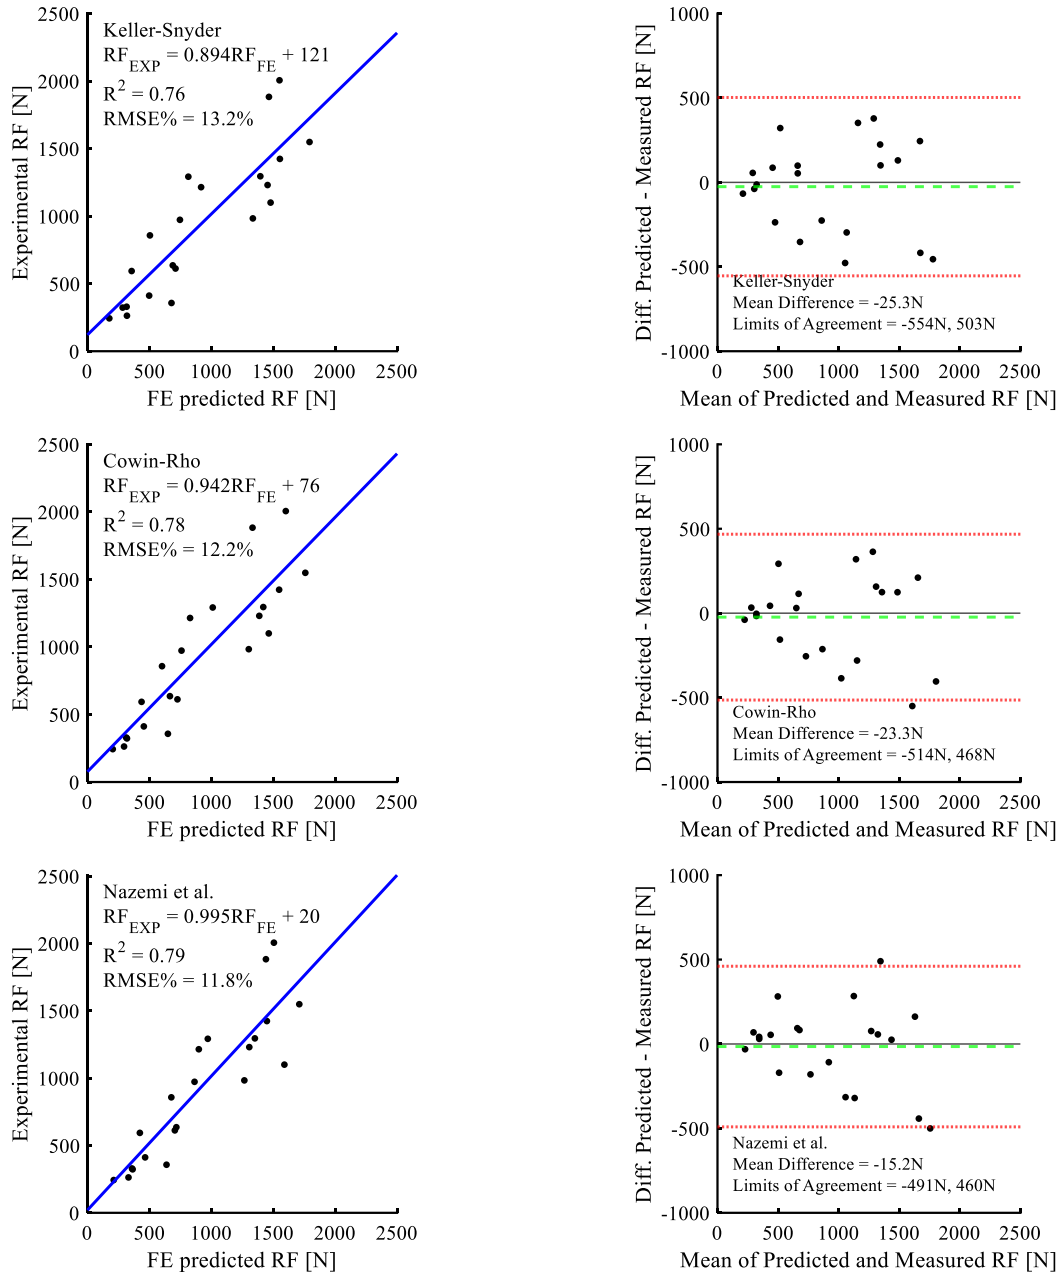 2500
2000
1500
1000
500
0
Experimental RF [N]
Keller-Snyder
RF_EXP = 0.894RF_FE + 121
R² = 0.76
RMSE% = 13.2%
0 500 1000 1500 2000 2500
FE predicted RF [N]
1000
500
0
-500
-1000
Diff. Predicted - Measured RF [N]
Keller-Snyder
Mean Difference = -25.3N
Limits of Agreement = -554N, 503N
0 500 1000 1500 2000 2500
Mean of Predicted and Measured RF [N]
2500
2000
1500
1000
500
0
Experimental RF [N]
Cowin-Rho
RF_EXP = 0.942RF_FE + 76
R² = 0.78
RMSE% = 12.2%
0 500 1000 1500 2000 2500
FE predicted RF [N]
1000
500
0
-500
-1000
Diff. Predicted - Measured RF [N]
Cowin-Rho
Mean Difference = -23.3N
Limits of Agreement = -514N, 468N
0 500 1000 1500 2000 2500
Mean of Predicted and Measured RF [N]
2500
2000
1500
1000
500
0
Experimental RF [N]
Nazemi et al.
RF_EXP = 0.995RF_FE + 20
R² = 0.79
RMSE% = 11.8%
0 500 1000 1500 2000 2500
FE predicted RF [N]
1000
500
0
-500
-1000
Diff. Predicted - Measured RF [N]
Nazemi et al.
Mean Difference = -15.2N
Limits of Agreement = -491N, 460N
0 500 1000 1500 2000 2500
Mean of Predicted and Measured RF [N]